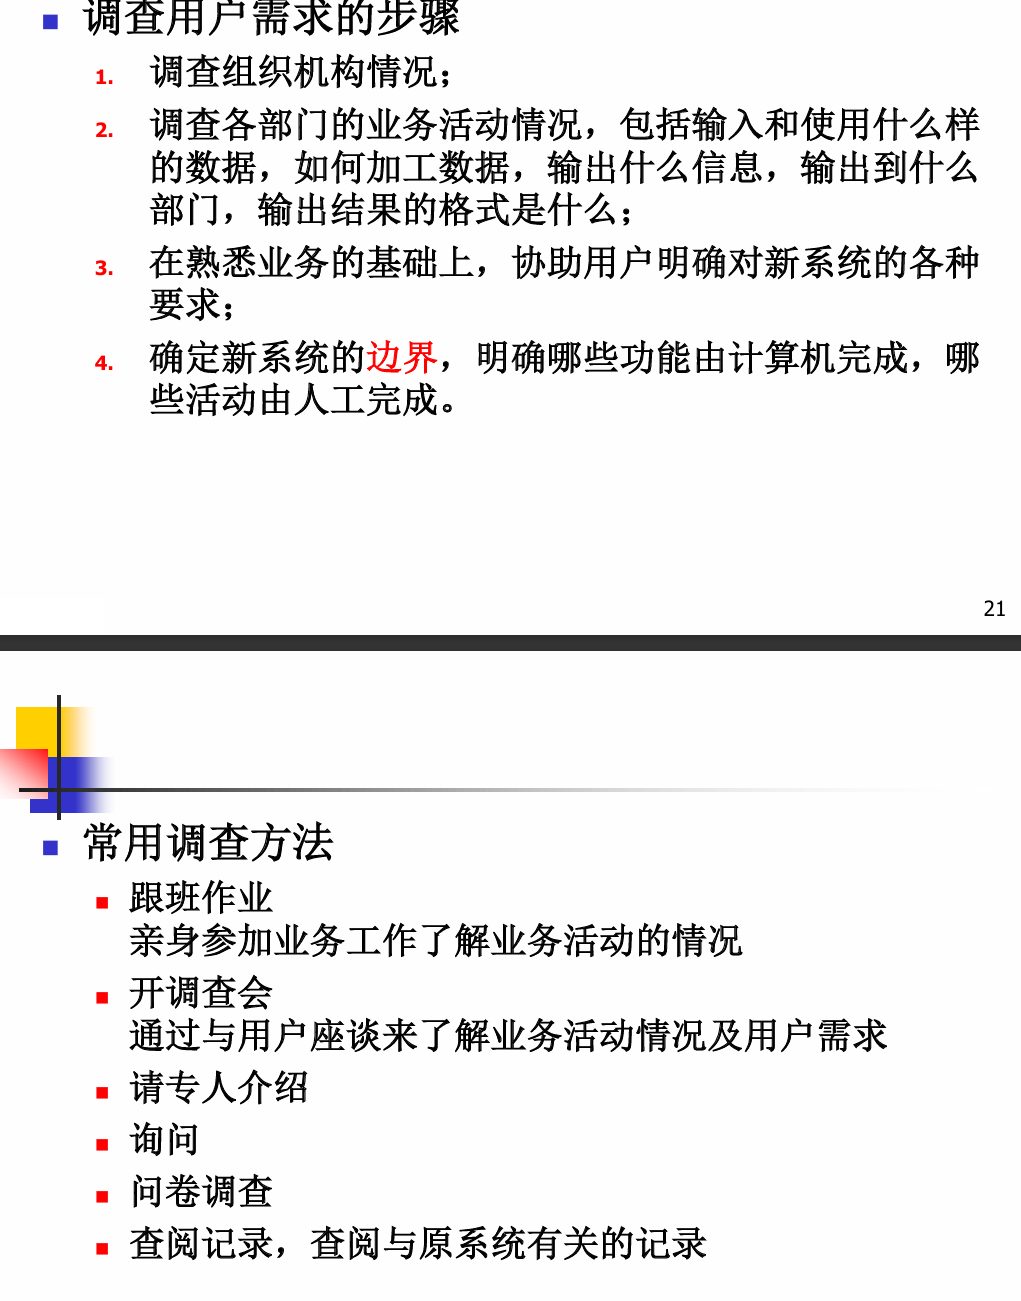 调查用户需求的步骤
1. 调查组织机构情况；
2. 调查各部门的业务活动情况，包括输入和使用什么样
的数据，如何加工数据，输出什么信息，输出到什么
部门，输出结果的格式是什么；
3. 在熟悉业务的基础上，协助用户明确对新系统的各种
要求；
4. 确定新系统的边界，明确哪些功能由计算机完成，哪
些活动由人工完成。
21
常用调查方法
跟班作业
亲身参加业务工作了解业务活动的情况
开调查会
通过与用户座谈来了解业务活动情况及用户需求
请专人介绍
询问
问卷调查
查阅记录，查阅与原系统有关的记录